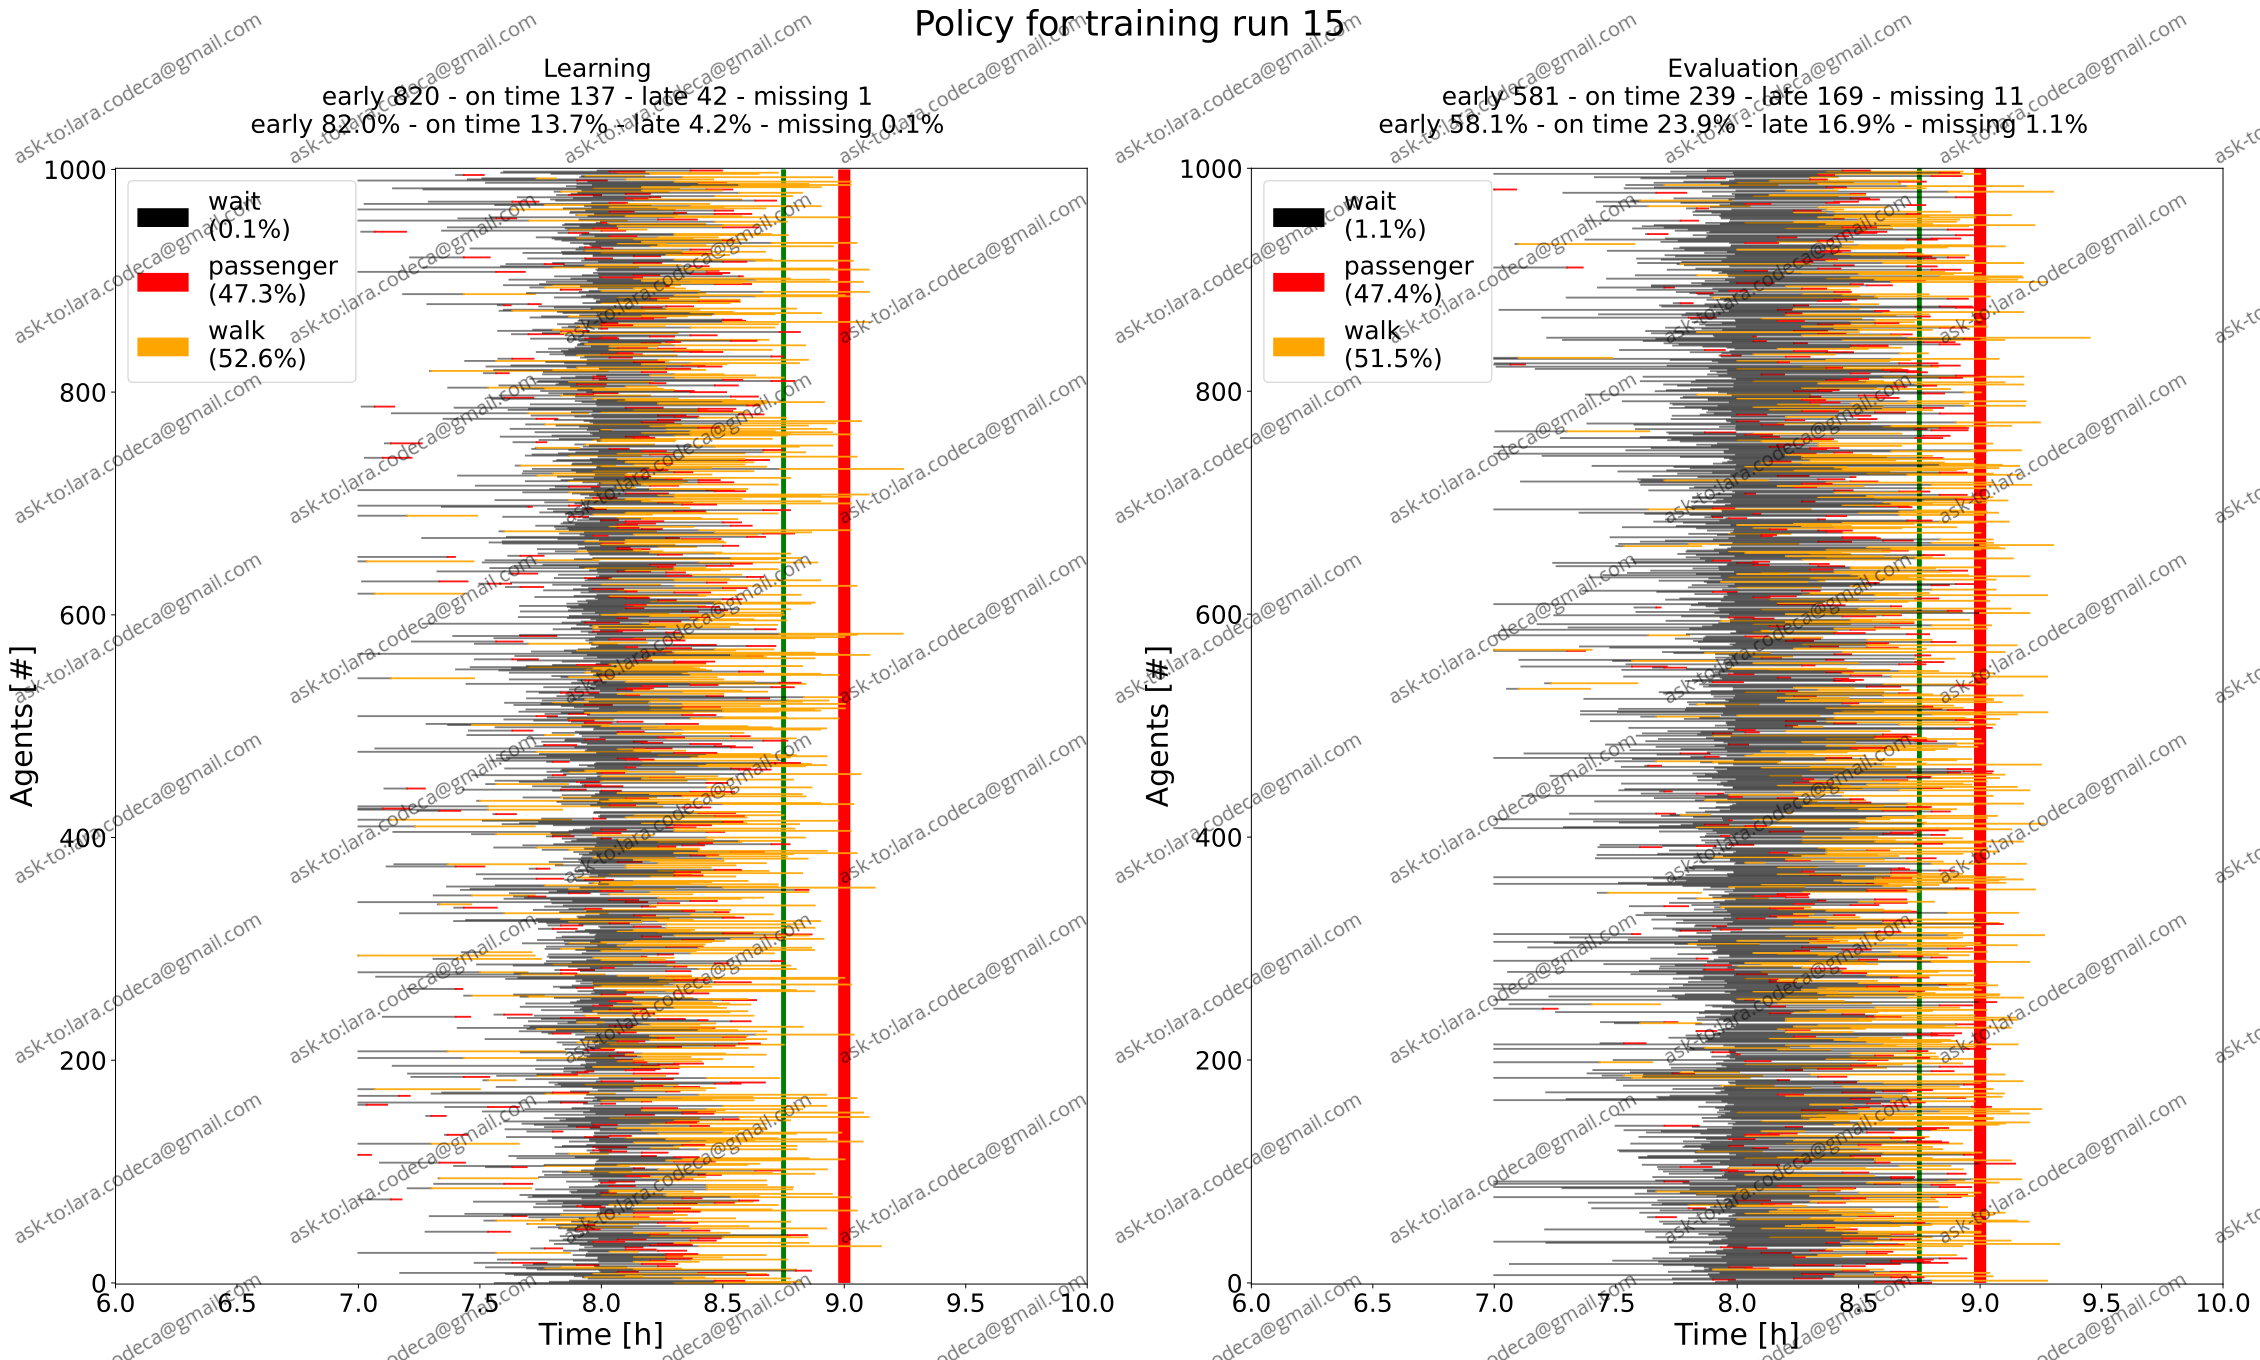 Policy for training run 15
Learning
early 820 - on time 137 - late 42 - missing 1
early 82.0% - on time 13.7% - late 4.2% - missing 0.1%
1000
800
600
400
200
0
Agents [#]
wait
(0.1%)
passenger
(47.3%)
walk
(52.6%)
6.0 6.5 7.0 7.5 8.0 8.5 9.0 9.5 10.0
Time [h]
Evaluation
early 581 - on time 239 - late 169 - missing 11
early 58.1% - on time 23.9% - late 16.9% - missing 1.1%
1000
800
600
400
200
0
Agents [#]
wait
(1.1%)
passenger
(47.4%)
walk
(51.5%)
6.0 6.5 7.0 7.5 8.0 8.5 9.0 9.5 10.0
Time [h]
ask-to:lara.codeca@gmail.com